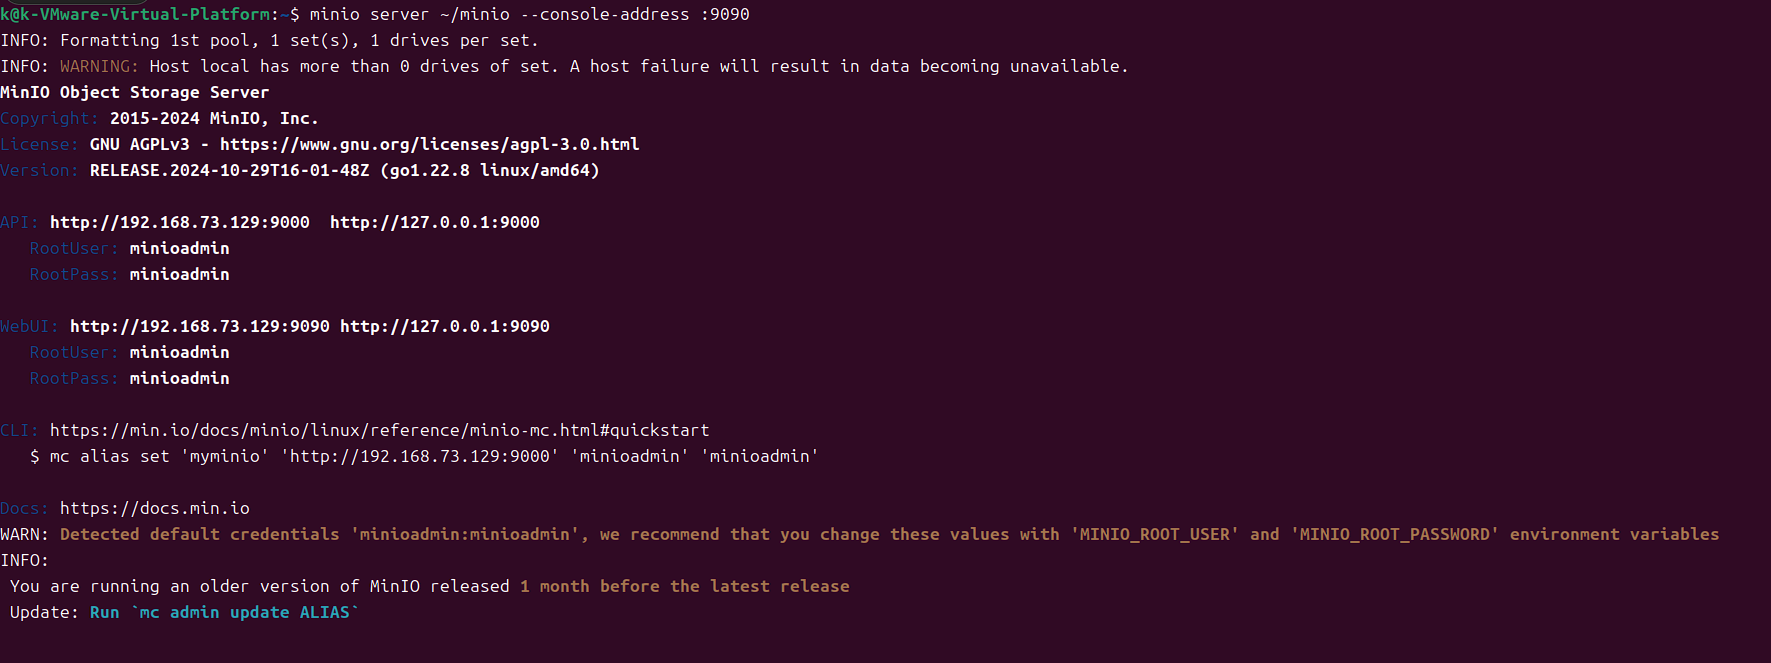 k@k-VMware-Virtual-Platform:~$ minio server ~/minio --console-address :9090
INFO: Formatting 1st pool, 1 set(s), 1 drives per set.
INFO: WARNING: Host local has more than 0 drives of set. A host failure will result in data becoming unavailable.
MinIO Object Storage Server
Copyright: 2015-2024 MinIO, Inc.
License: GNU AGPLv3 - https://www.gnu.org/licenses/agpl-3.0.html
Version: RELEASE.2024-10-29T16-01-48Z (go1.22.8 linux/amd64)
API: http://192.168.73.129:9000  http://127.0.0.1:9000
   RootUser: minioadmin
   RootPass: minioadmin
WebUI: http://192.168.73.129:9090 http://127.0.0.1:9090
   RootUser: minioadmin
   RootPass: minioadmin
CLI: https://min.io/docs/minio/linux/reference/minio-mc.html#quickstart
   $ mc alias set 'myminio' 'http://192.168.73.129:9000' 'minioadmin' 'minioadmin'
Docs: https://docs.min.io
WARN: Detected default credentials 'minioadmin:minioadmin', we recommend that you change these values with 'MINIO_ROOT_USER' and 'MINIO_ROOT_PASSWORD' environment variables
INFO:
 You are running an older version of MinIO released 1 month before the latest release
 Update: Run `mc admin update ALIAS`